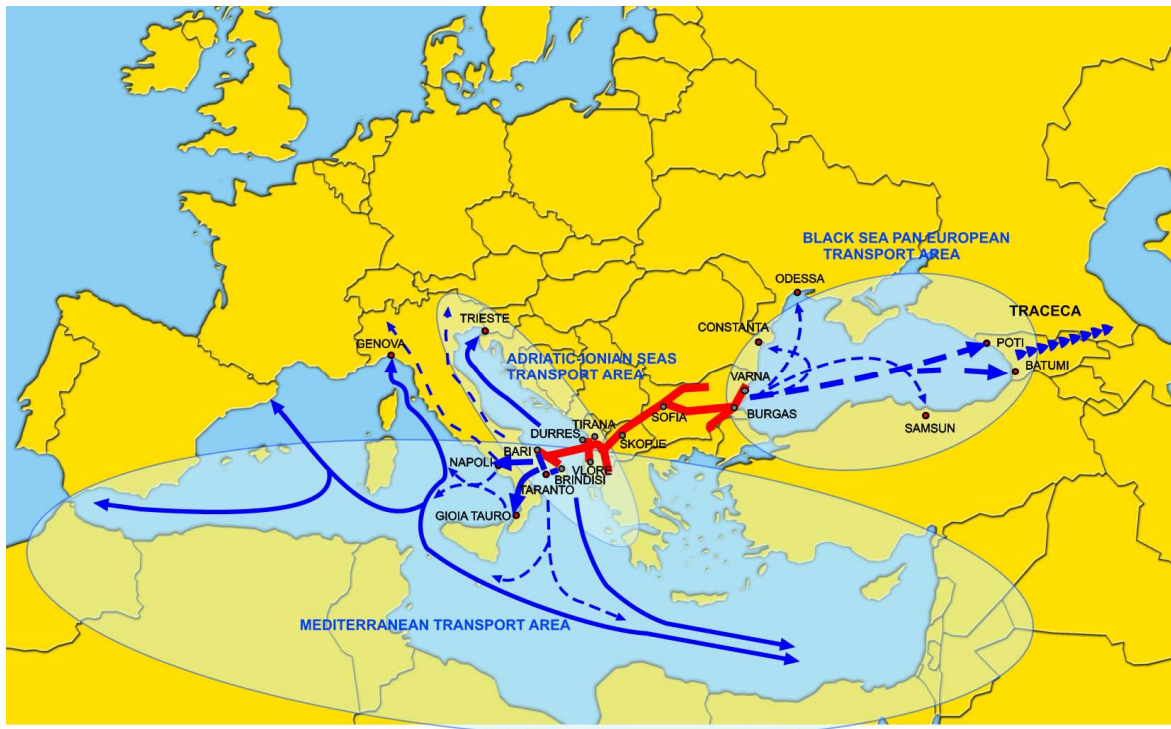 BLACK SEA PAN-EUROPEAN
TRANSPORT AREA
ODESSA
TRACECA
TRIESTE
CONSTANTA
GENOVA
POTI
ADRIATIC-IONIAN SEAS
TRANSPORT AREA
BATUMI
VARNA
BURGAS
SOFIA
SAMSUN
TIRANA
DURRES
SKOPJE
BARI
NAPOLI
VLORE
BRINDISI
TARANTO
GIOIA TAURO
MEDITERRANEAN TRANSPORT AREA